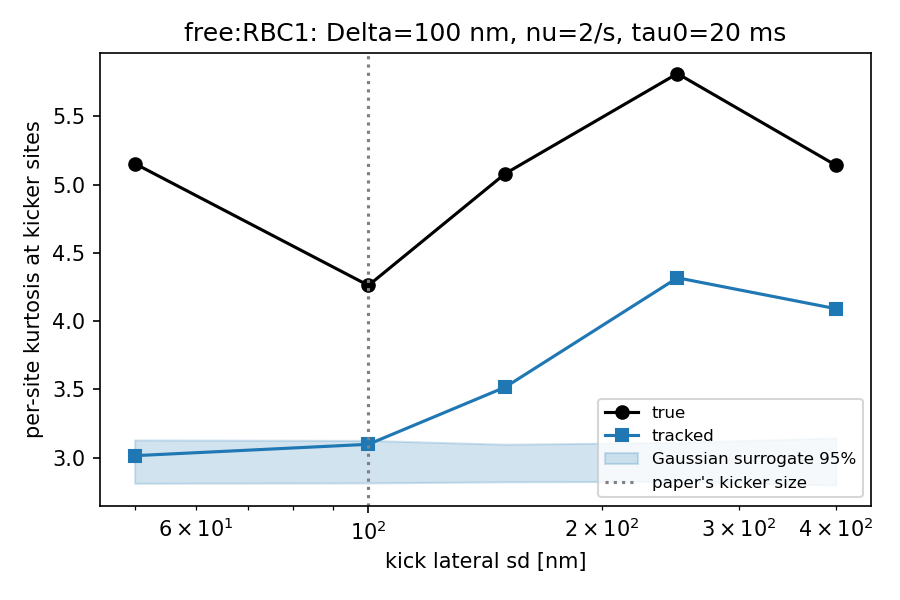 free:RBC1: Delta=100 nm, nu=2/s, tau0=20 ms
per-site kurtosis at kicker sites
5.5
5.0
4.5
4.0
3.5
3.0
true
tracked
Gaussian surrogate 95%
paper's kicker size
6 × 10¹
10²
2 × 10²
3 × 10²
4 × 10²
kick lateral sd [nm]